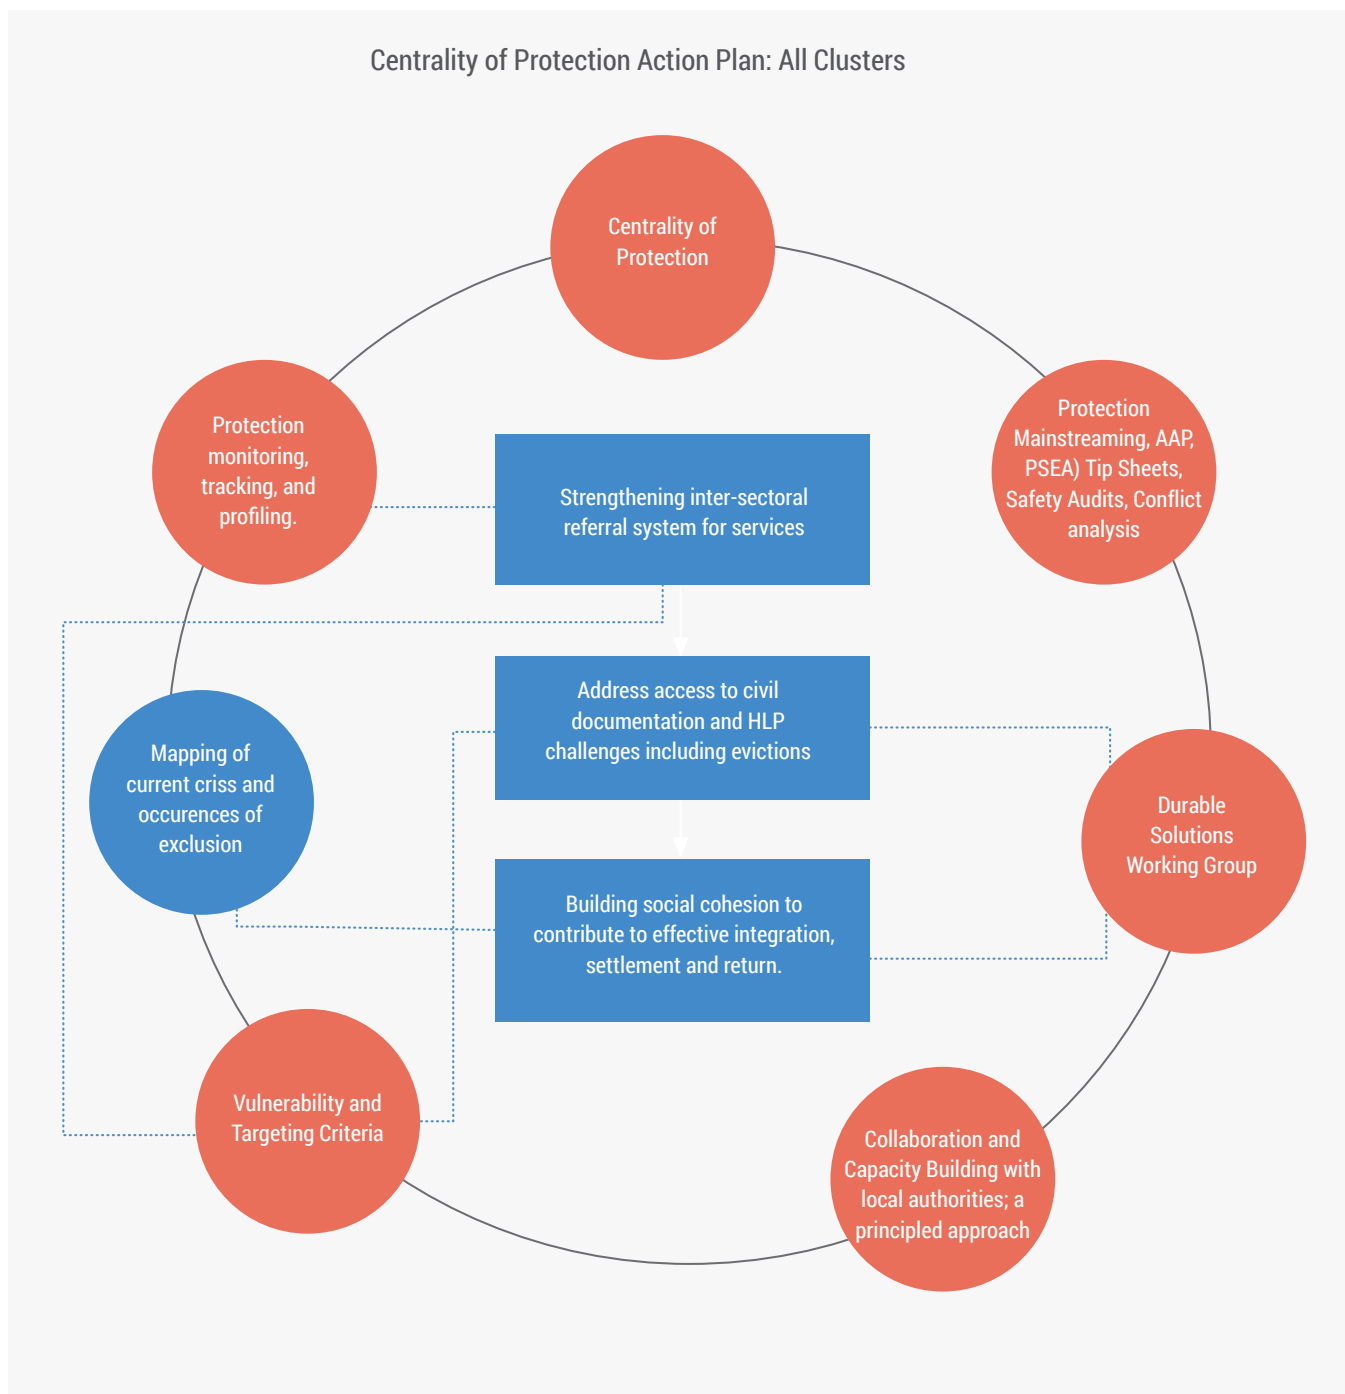 Centrality of Protection Action Plan: All Clusters
Centrality of
Protection
Protection
monitoring,
tracking, and
profiling.
Protection
Mainstreaming, AAP,
PSEA) Tip Sheets,
Safety Audits, Conflict
analysis
Strengthening inter-sectoral
referral system for services
Address access to civil
documentation and HLP
challenges including evictions
Mapping of
current criss and
occurences of
exclusion
Durable
Solutions
Working Group
Building social cohesion to
contribute to effective integration,
settlement and return.
Vulnerability and
Targeting Criteria
Collaboration and
Capacity Building with
local authorities; a
principled approach